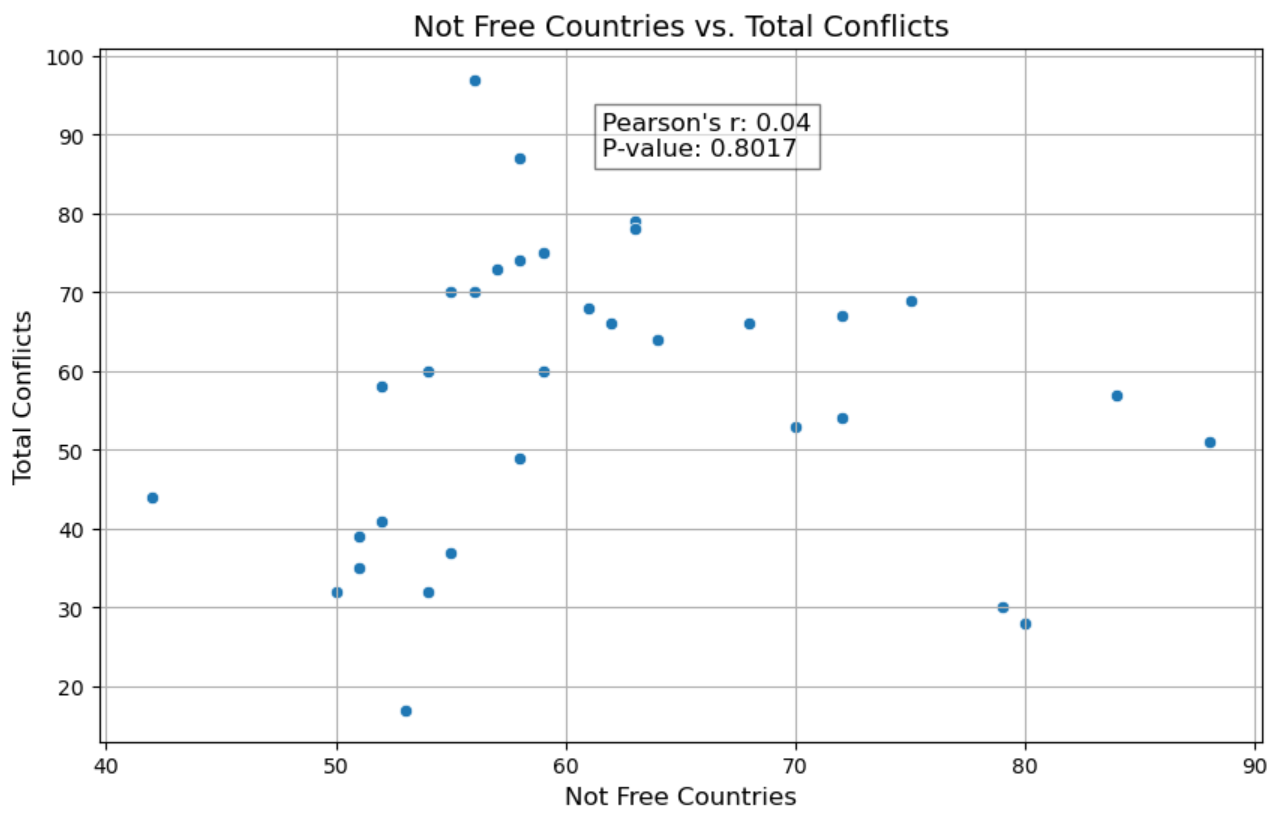 Not Free Countries vs. Total Conflicts
100
90
80
70
60
50
40
30
20
Total Conflicts
Pearson's r: 0.04
P-value: 0.8017
40 50 60 70 80 90
Not Free Countries